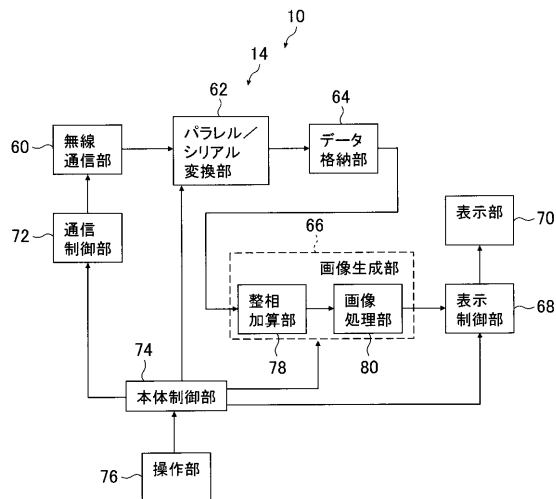 10
14
62
パラレル／
シリアル
変換部
64
データ
格納部
60
無線
通信部
72
通信
制御部
66
画像生成部
表示部
70
整相
加算部
78
画像
処理部
80
表示
制御部
68
74
本体制御部
76
操作部